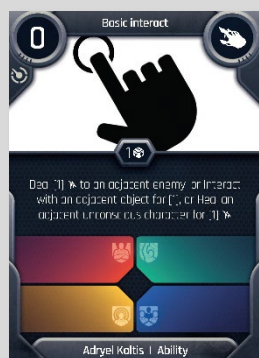 Basic interact
0
1
Deal [1] to an adjacent enemy, or Interact
with an adjacent object for [1], or Heal an
adjacent unconscious character for [1]
Adryel Kaltis | Ability